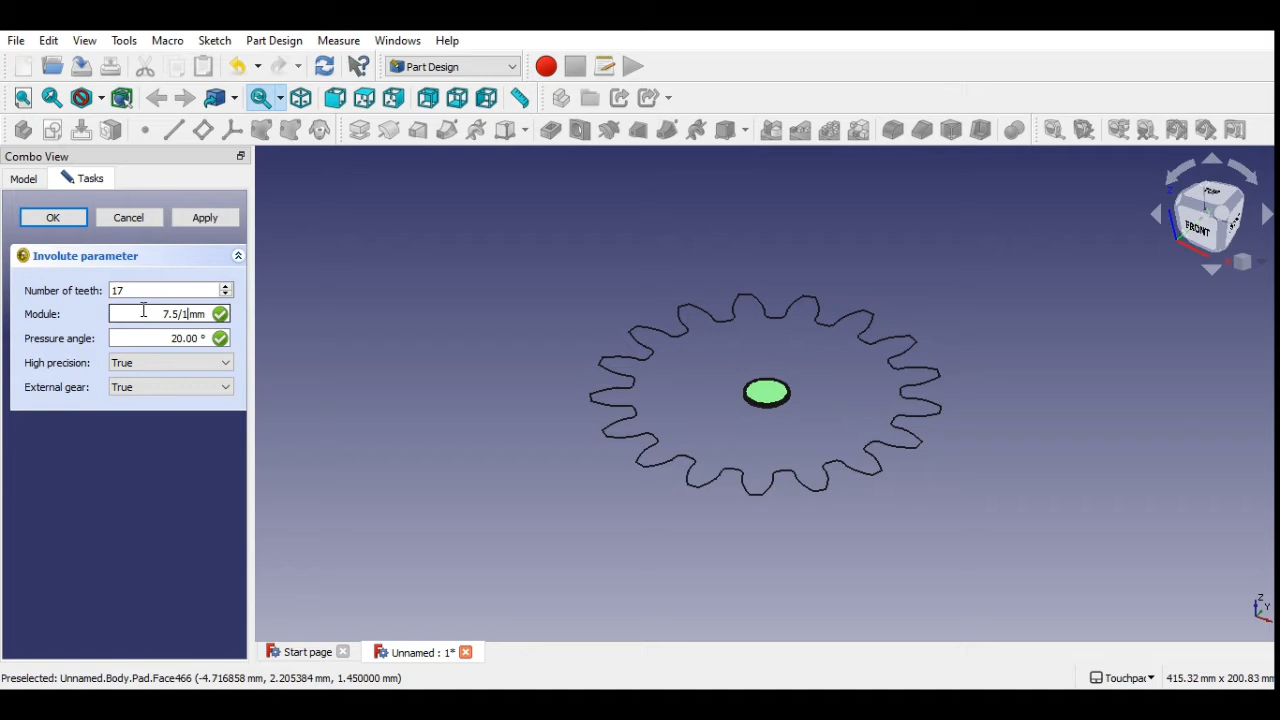 File Edit View Tools Macro Sketch Part Design Measure Windows Help
Part Design
Combo View
Model Tasks
OK Cancel Apply
Involute parameter
Number of teeth: 17
Module: 7.5/1mm
Pressure angle: 20.00 °
High precision: True
External gear: True
FRONT
Z
Z
Y
Start page Unnamed : 1*
Preselected: Unnamed.Body.Pad.Face466 (-4.716858 mm, 2.205384 mm, 1.450000 mm) Touchpad 415.32 mm x 200.83 mm